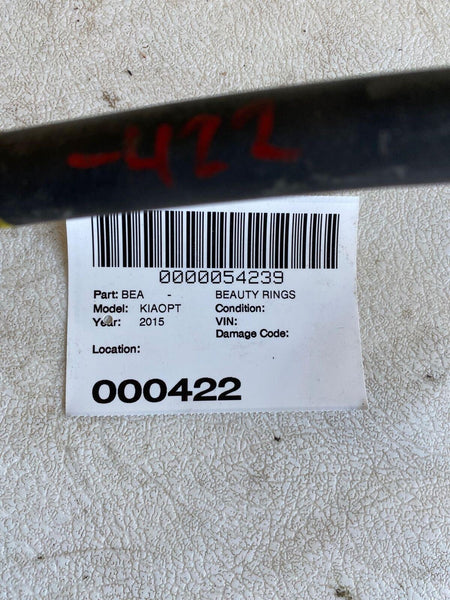 -422
0000054239
Part: BEA - BEAUTY RINGS
Model: KIAOPT Condition:
Year: 2015 VIN:
Damage Code:
Location:
000422